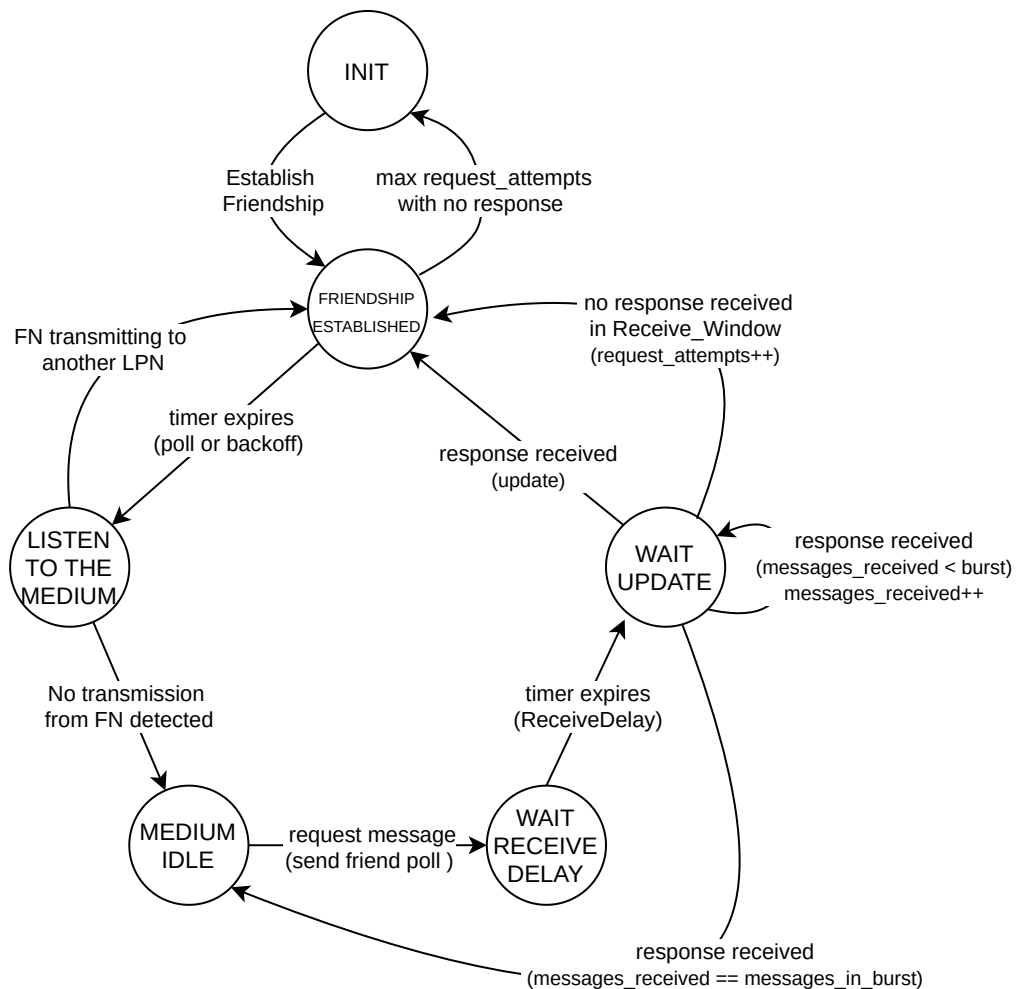 INIT
Establish
Friendship
max request_attempts
with no response
FRIENDSHIP
ESTABLISHED
no response received
in Receive_Window
(request_attempts++)
FN transmitting to
another LPN
timer expires
(poll or backoff)
response received
(update)
LISTEN
TO THE
MEDIUM
WAIT
UPDATE
response received
(messages_received < burst)
messages_received++
No transmission
from FN detected
timer expires
(ReceiveDelay)
MEDIUM
IDLE
request message
(send friend poll )
WAIT
RECEIVE
DELAY
response received
(messages_received == messages_in_burst)